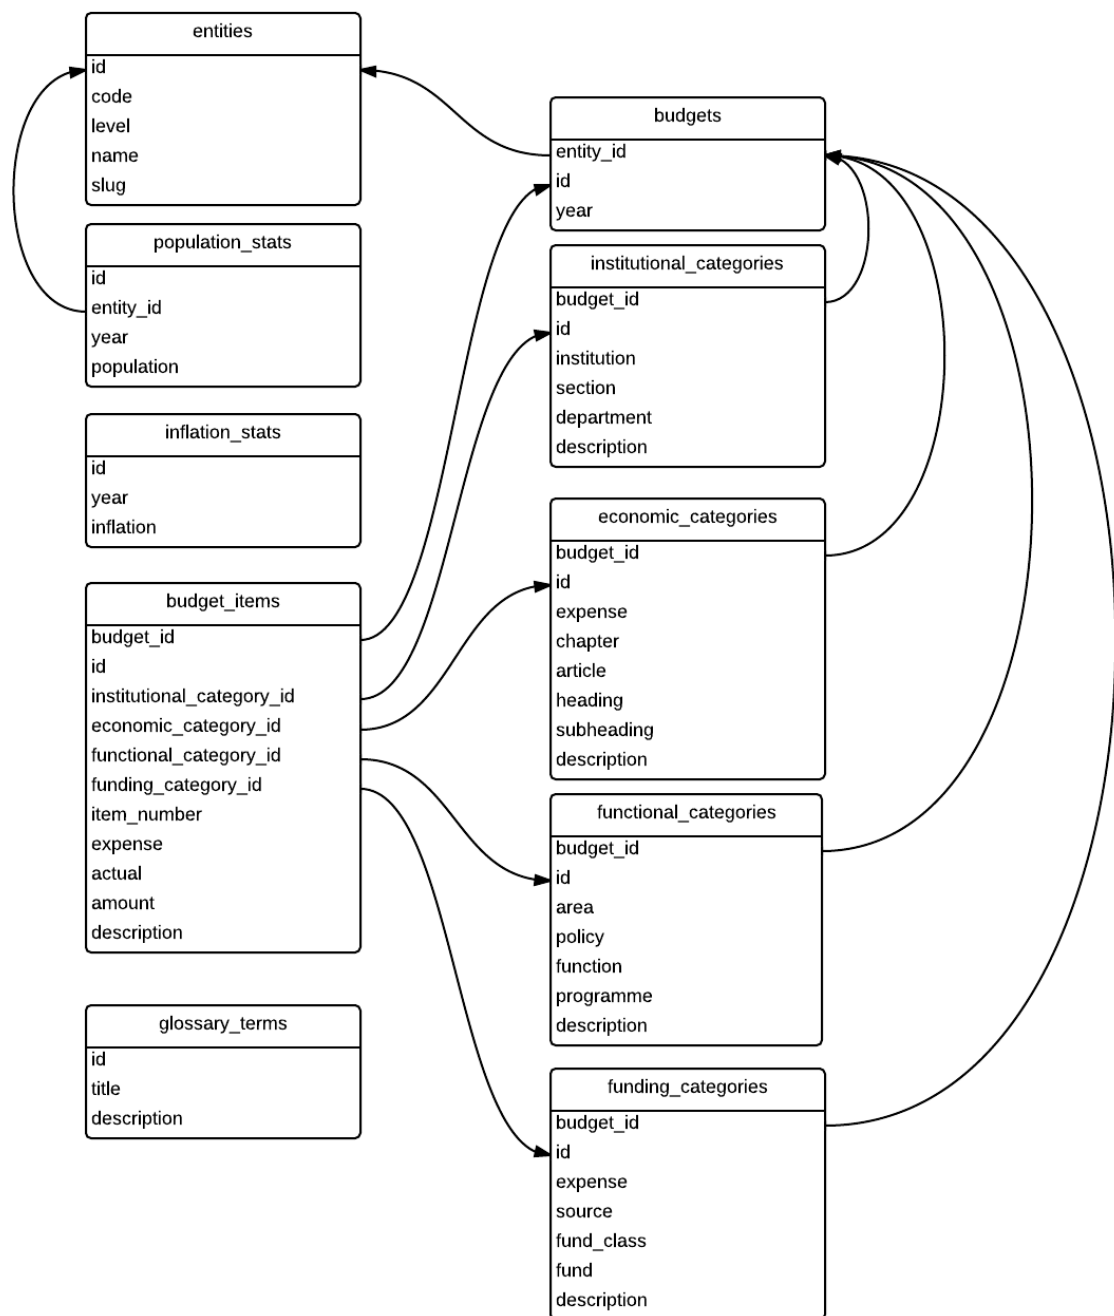 entities
id
code
level
name
slug
population_stats
id
entity_id
year
population
inflation_stats
id
year
inflation
budget_items
budget_id
id
institutional_category_id
economic_category_id
functional_category_id
funding_category_id
item_number
expense
actual
amount
description
glossary_terms
id
title
description
budgets
entity_id
id
year
institutional_categories
budget_id
id
institution
section
department
description
economic_categories
budget_id
id
expense
chapter
article
heading
subheading
description
functional_categories
budget_id
id
area
policy
function
programme
description
funding_categories
budget_id
id
expense
source
fund_class
fund
description